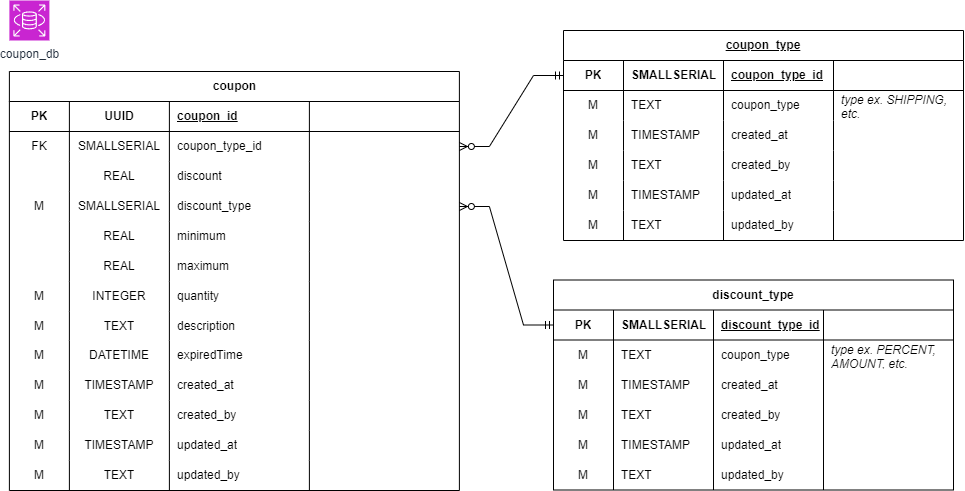 coupon_db
coupon
PK UUID coupon_id
FK SMALLSERIAL coupon_type_id
REAL discount
M SMALLSERIAL discount_type
REAL minimum
REAL maximum
M INTEGER quantity
M TEXT description
M DATETIME expiredTime
M TIMESTAMP created_at
M TEXT created_by
M TIMESTAMP updated_at
M TEXT updated_by
coupon_type
PK SMALLSERIAL coupon_type_id
M TEXT coupon_type type ex. SHIPPING,
etc.
M TIMESTAMP created_at
M TEXT created_by
M TIMESTAMP updated_at
M TEXT updated_by
discount_type
PK SMALLSERIAL discount_type_id
M TEXT coupon_type type ex. PERCENT,
AMOUNT, etc.
M TIMESTAMP created_at
M TEXT created_by
M TIMESTAMP updated_at
M TEXT updated_by